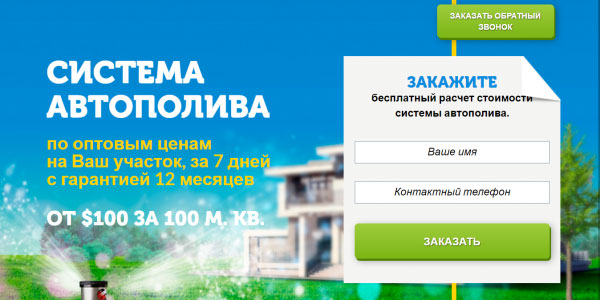 ЗАКАЗАТЬ ОБРАТНЫЙ
ЗВОНОК
СИСТЕМА
АВТОПОЛИВА
по оптовым ценам
на Ваш участок, за 7 дней
с гарантией 12 месяцев
ОТ $100 ЗА 100 М. КВ.
ЗАКАЖИТЕ
бесплатный расчет стоимости
системы автополива.
Ваше имя
Контактный телефон
ЗАКАЗАТЬ